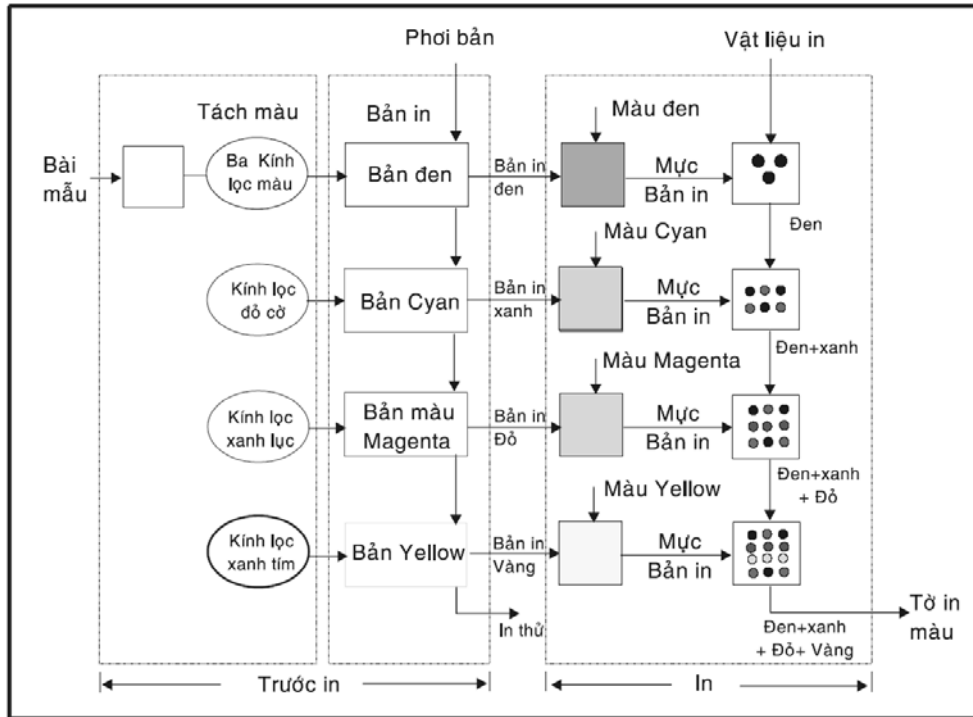 Phơi bản
Vật liệu in
Tách màu
Bản in
Màu đen
Bài
mẫu
Ba Kính
lọc màu
Bản đen
Bản in
đen
Mực
Bản in
Đen
Màu Cyan
Kính lọc
đỏ cờ
Bản Cyan
Bản in
xanh
Mực
Bản in
Đen+xanh
Màu Magenta
Kính lọc
xanh lục
Bản màu
Magenta
Bản in
Đỏ
Mực
Bản in
Đen+xanh
+ Đỏ
Màu Yellow
Kính lọc
xanh tím
Bản Yellow
Bản in
Vàng
Mực
Bản in
In thử
Đen+xanh
+ Đỏ+ Vàng
Tờ in
màu
Trước in
In